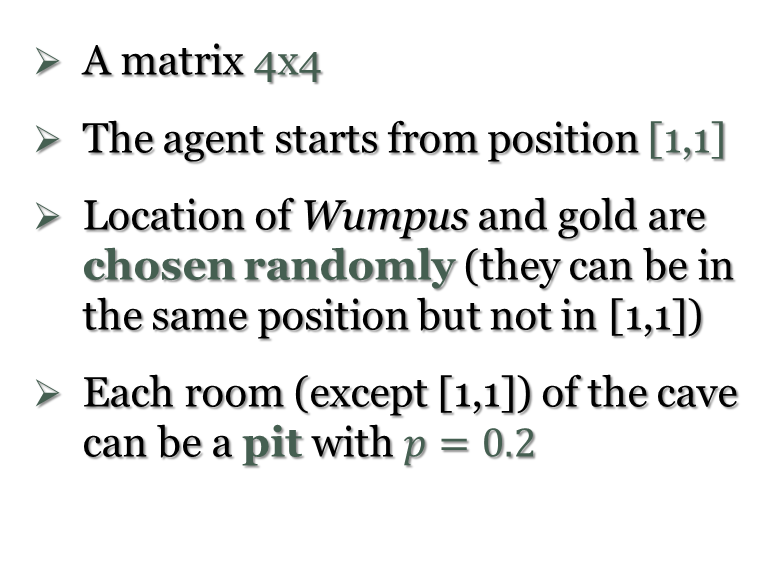 ➢ A matrix 4x4
➢ The agent starts from position [1,1]
➢ Location of Wumpus and gold are
chosen randomly (they can be in
the same position but not in [1,1])
➢ Each room (except [1,1]) of the cave
can be a pit with p = 0.2